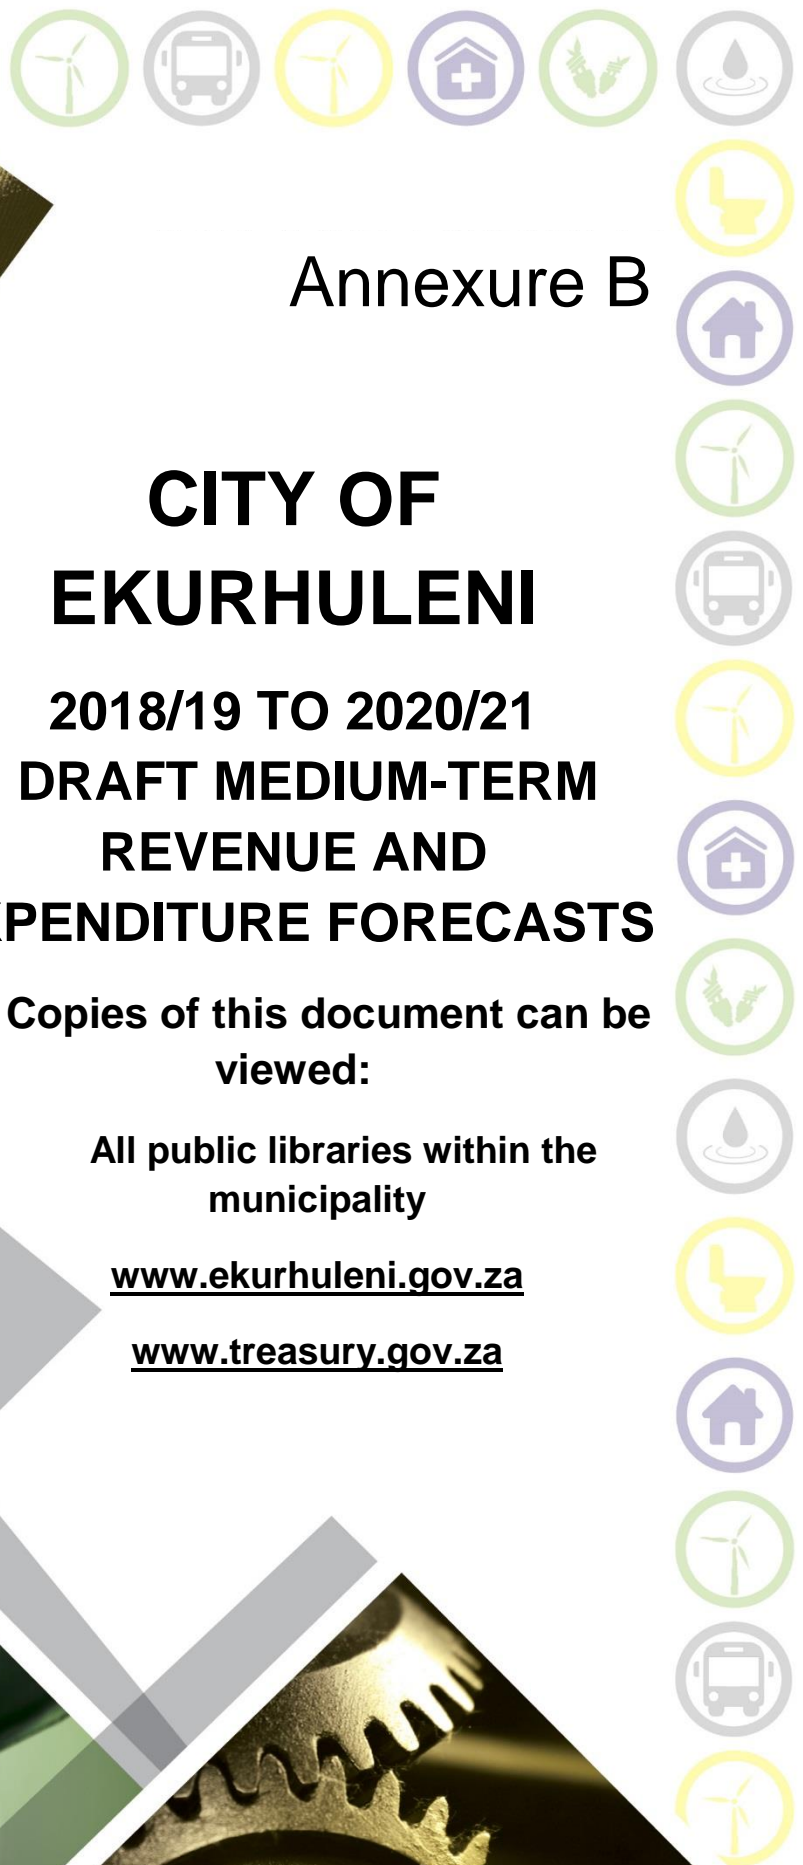 Annexure B
CITY OF
EKURHULENI
2018/19 TO 2020/21
DRAFT MEDIUM-TERM
REVENUE AND
XPENDITURE FORECASTS
Copies of this document can be
viewed:
All public libraries within the
municipality
www.ekurhuleni.gov.za
www.treasury.gov.za